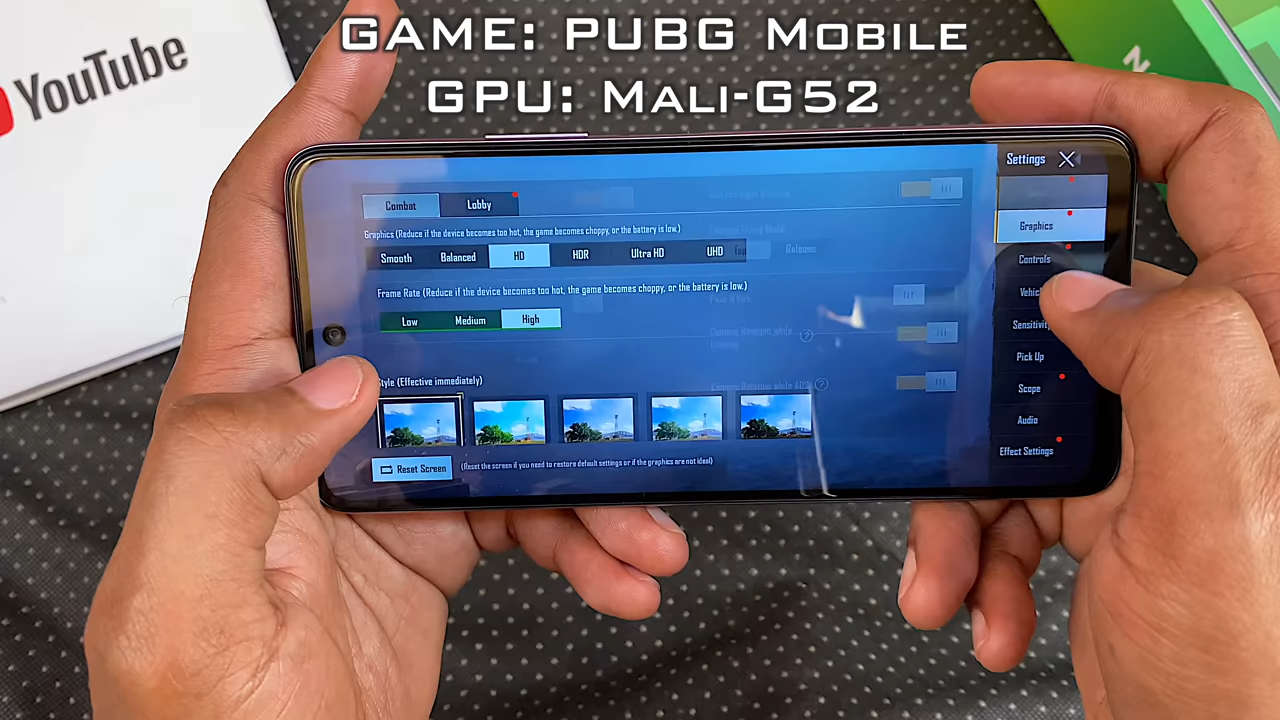 GAME: PUBG Mobile
GPU: Mali-G52
YouTube
N
Settings
Combat
Lobby
Graphics (Reduce if the device becomes too hot, the game becomes choppy, or the battery is low.)
Smooth
Balanced
HD
HDR
Ultra HD
UHD
Release
Frame Rate (Reduce if the device becomes too hot, the game becomes choppy, or the battery is low.)
Low
Medium
High
Style (Effective immediately)
Reset Screen
(Reset the screen if you need to restore default settings or if the graphics are not ideal)
Graphics
Controls
Vehicl
Sensitivit
Pick Up
Scope
Audio
Effect Settings